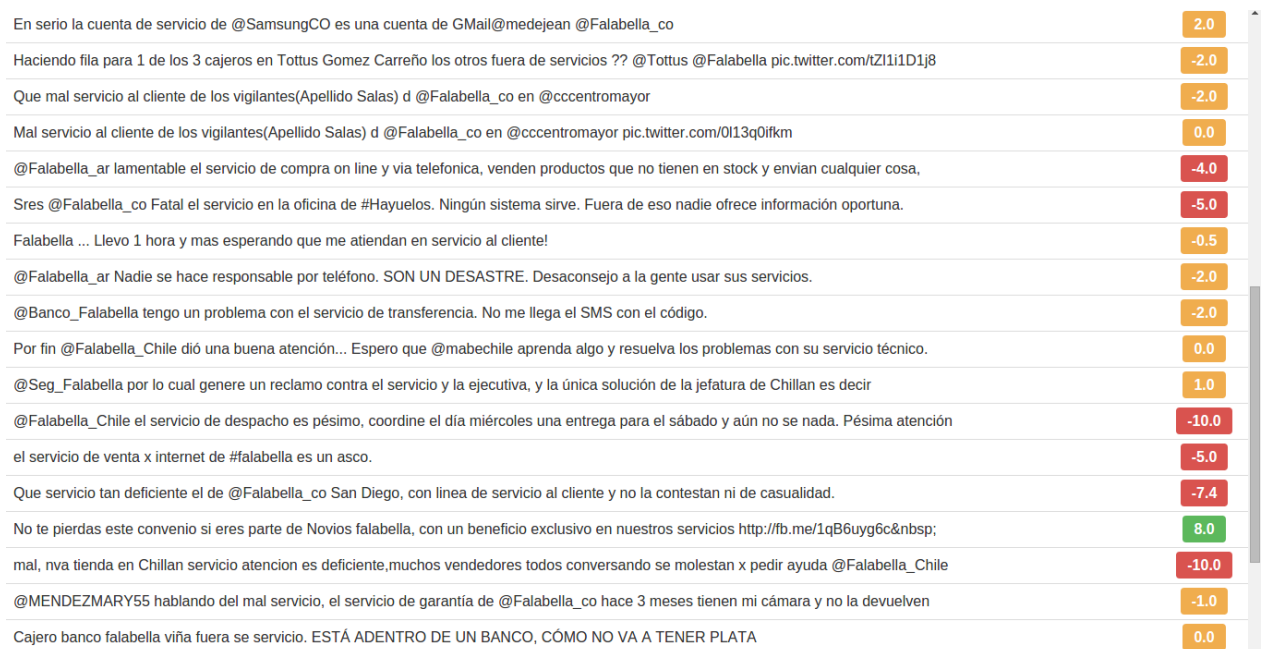 En serio la cuenta de servicio de @SamsungCO es una cuenta de GMail@medejean @Falabella_co 2.0
Haciendo fila para 1 de los 3 cajeros en Tottus Gomez Carreño los otros fuera de servicios ?? @Tottus @Falabella pic.twitter.com/tZl1i1D1j8 -2.0
Que mal servicio al cliente de los vigilantes(Apellido Salas) d @Falabella_co en @cccentromayor -2.0
Mal servicio al cliente de los vigilantes(Apellido Salas) d @Falabella_co en @cccentromayor pic.twitter.com/0l13q0ifkm 0.0
@Falabella_ar lamentable el servicio de compra on line y via telefonica, venden productos que no tienen en stock y envian cualquier cosa, -4.0
Sres @Falabella_co Fatal el servicio en la oficina de #Hayuelos. Ningún sistema sirve. Fuera de eso nadie ofrece información oportuna. -5.0
Falabella ... Llevo 1 hora y mas esperando que me atiendan en servicio al cliente! -0.5
@Falabella_ar Nadie se hace responsable por teléfono. SON UN DESASTRE. Desaconsejo a la gente usar sus servicios. -2.0
@Banco_Falabella tengo un problema con el servicio de transferencia. No me llega el SMS con el código. -2.0
Por fin @Falabella_Chile dió una buena atención... Espero que @mabechile aprenda algo y resuelva los problemas con su servicio técnico. 0.0
@Seg_Falabella por lo cual genere un reclamo contra el servicio y la ejecutiva, y la única solución de la jefatura de Chillan es decir 1.0
@Falabella_Chile el servicio de despacho es pésimo, coordine el día miércoles una entrega para el sábado y aún no se nada. Pésima atención -10.0
el servicio de venta x internet de #falabella es un asco. -5.0
Que servicio tan deficiente el de @Falabella_co San Diego, con linea de servicio al cliente y no la contestan ni de casualidad. -7.4
No te pierdas este convenio si eres parte de Novios falabella, con un beneficio exclusivo en nuestros servicios http://fb.me/1qB6uyg6c&nbsp; 8.0
mal, nva tienda en Chillan servicio atencion es deficiente,muchos vendedores todos conversando se molestan x pedir ayuda @Falabella_Chile -10.0
@MENDEZMARY55 hablando del mal servicio, el servicio de garantía de @Falabella_co hace 3 meses tienen mi cámara y no la devuelven -1.0
Cajero banco falabella viña fuera se servicio. ESTÁ ADENTRO DE UN BANCO, CÓMO NO VA A TENER PLATA 0.0